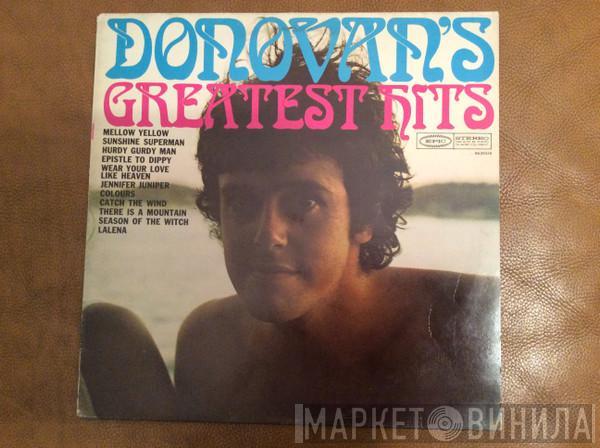 DONOVAN'S
GREATEST HITS
MELLOW YELLOW
SUNSHINE SUPERMAN
HURDY GURDY MAN
EPISTLE TO DIPPY
WEAR YOUR LOVE
LIKE HEAVEN
JENNIFER JUNIPER
COLOURS
CATCH THE WIND
THERE IS A MOUNTAIN
SEASON OF THE WITCH
LALENA
EPIC
STEREO
МАРКЕТ ВИНИЛА